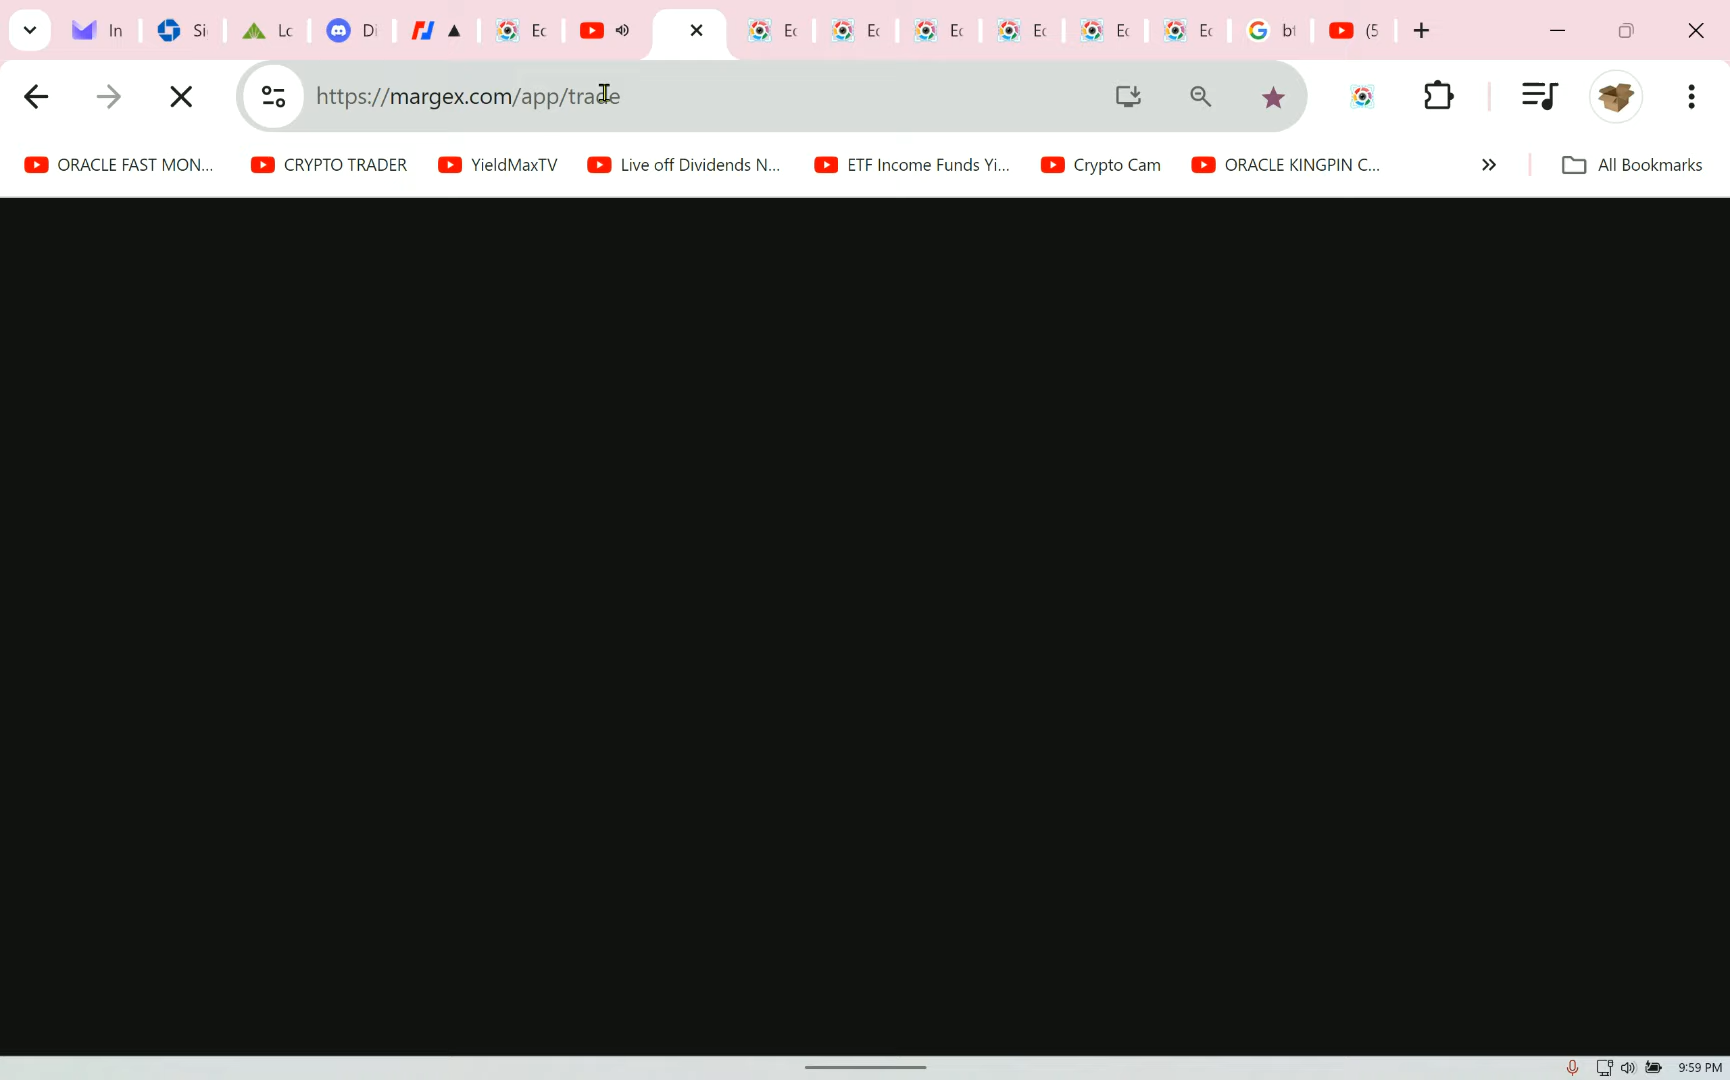 In
Si
Lc
Di
▲
Ec
Ec
Ec
Ec
Ec
Ec
Ec
bt
(5
https://margex.com/app/trade
ORACLE FAST MON...
CRYPTO TRADER
YieldMaxTV
Live off Dividends N...
ETF Income Funds Yi...
Crypto Cam
ORACLE KINGPIN C...
All Bookmarks
9:59 PM